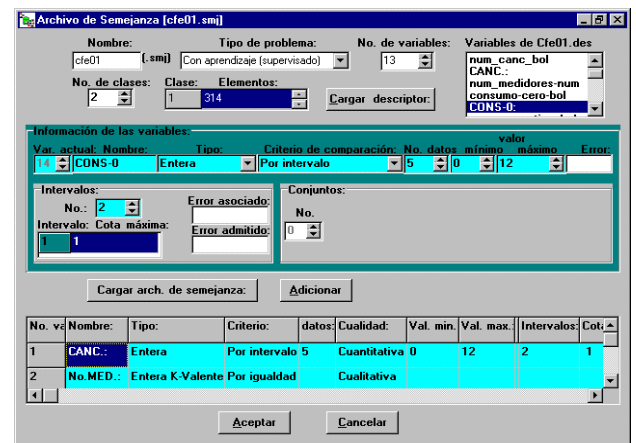 Archivo de Semejanza [cfe01.smj]
Nombre: Tipo de problema: No. de variables: Variables de Cfe01.des
cfe01 (.smj) Con aprendizaje (supervisado) 13
num_canc_bol
CANC.:
num_medidores-num
consumo-cero-bol
CONS-0:
No. de clases: Clase: Elementos:
2 1 314 Cargar descriptor:
Información de las variables:
Var. actual: Nombre: Tipo: Criterio de comparación: No. datos valor mínimo máximo Error:
14 CONS-0 Entera Por intervalo 5 0 12
Intervalos: Conjuntos:
No.: 2 Error asociado: No.
Intervalo: Cota máxima: Error admitido: 0
1 1
Cargar arch. de semejanza: Adicionar
No. va Nombre: Tipo: Criterio: datos: Cualidad: Val. min. Val. max.: Intervalos: Cota
1 CANC.: Entera Por intervalo 5 Cuantitativa 0 12 2 1
2 No.MED.: Entera K-Valente Por igualdad Cualitativa
Aceptar Cancelar